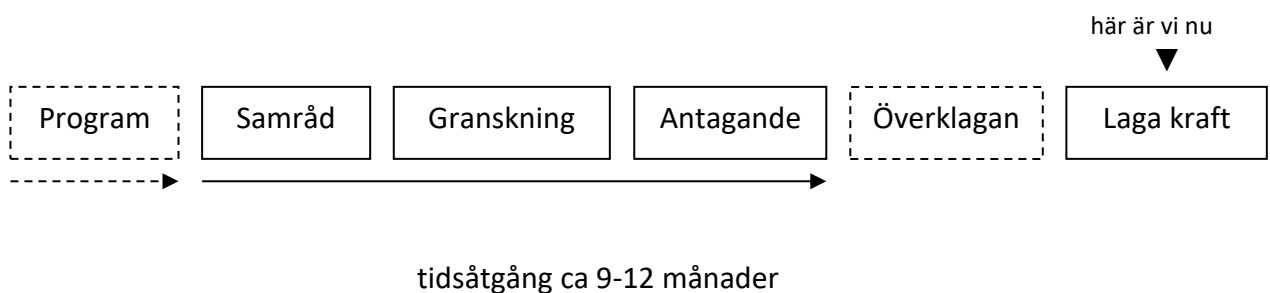 här är vi nu
Program Samråd Granskning Antagande Överklagan Laga kraft
tidsåtgång ca 9-12 månader